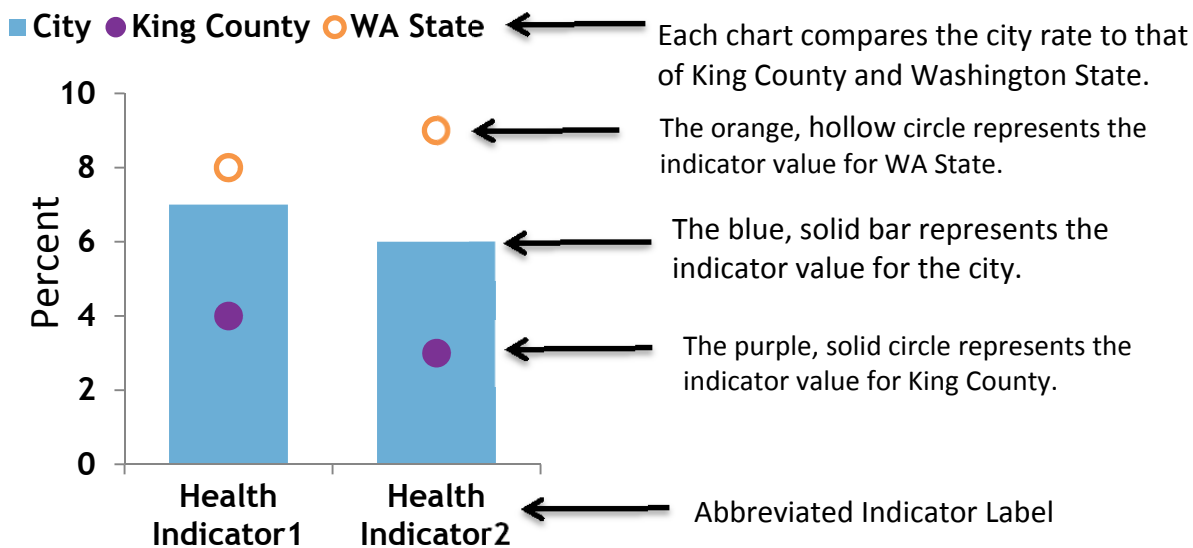 City King County WA State
Each chart compares the city rate to that
of King County and Washington State.
10
The orange, hollow circle represents the
indicator value for WA State.
8
Percent
6
The blue, solid bar represents the
indicator value for the city.
4
The purple, solid circle represents the
indicator value for King County.
2
0
Health
Indicator1
Health
Indicator2
Abbreviated Indicator Label